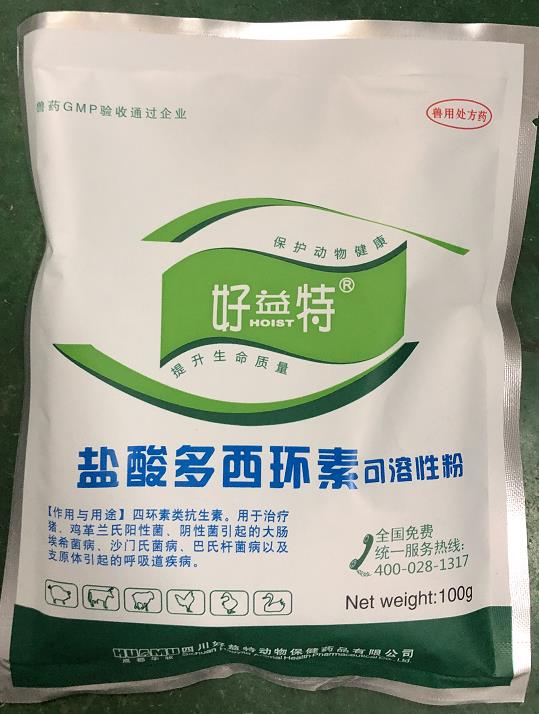 兽药GMP验收通过企业
兽用处方药
保护动物健康
好益特®
HOIST
提升生命质量
盐酸多西环素可溶性粉
【作用与用途】四环素类抗生素。用于治疗
猪、鸡革兰氏阳性菌、阴性菌引起的大肠
埃希菌病、沙门氏菌病、巴氏杆菌病以及
支原体引起的呼吸道疾病。
全国免费
统一服务热线:
400-028-1317
Net weight:100g
HUAMU 四川好益特动物保健药品有限公司
Animal Health Pharmaceutical Co., Ltd.